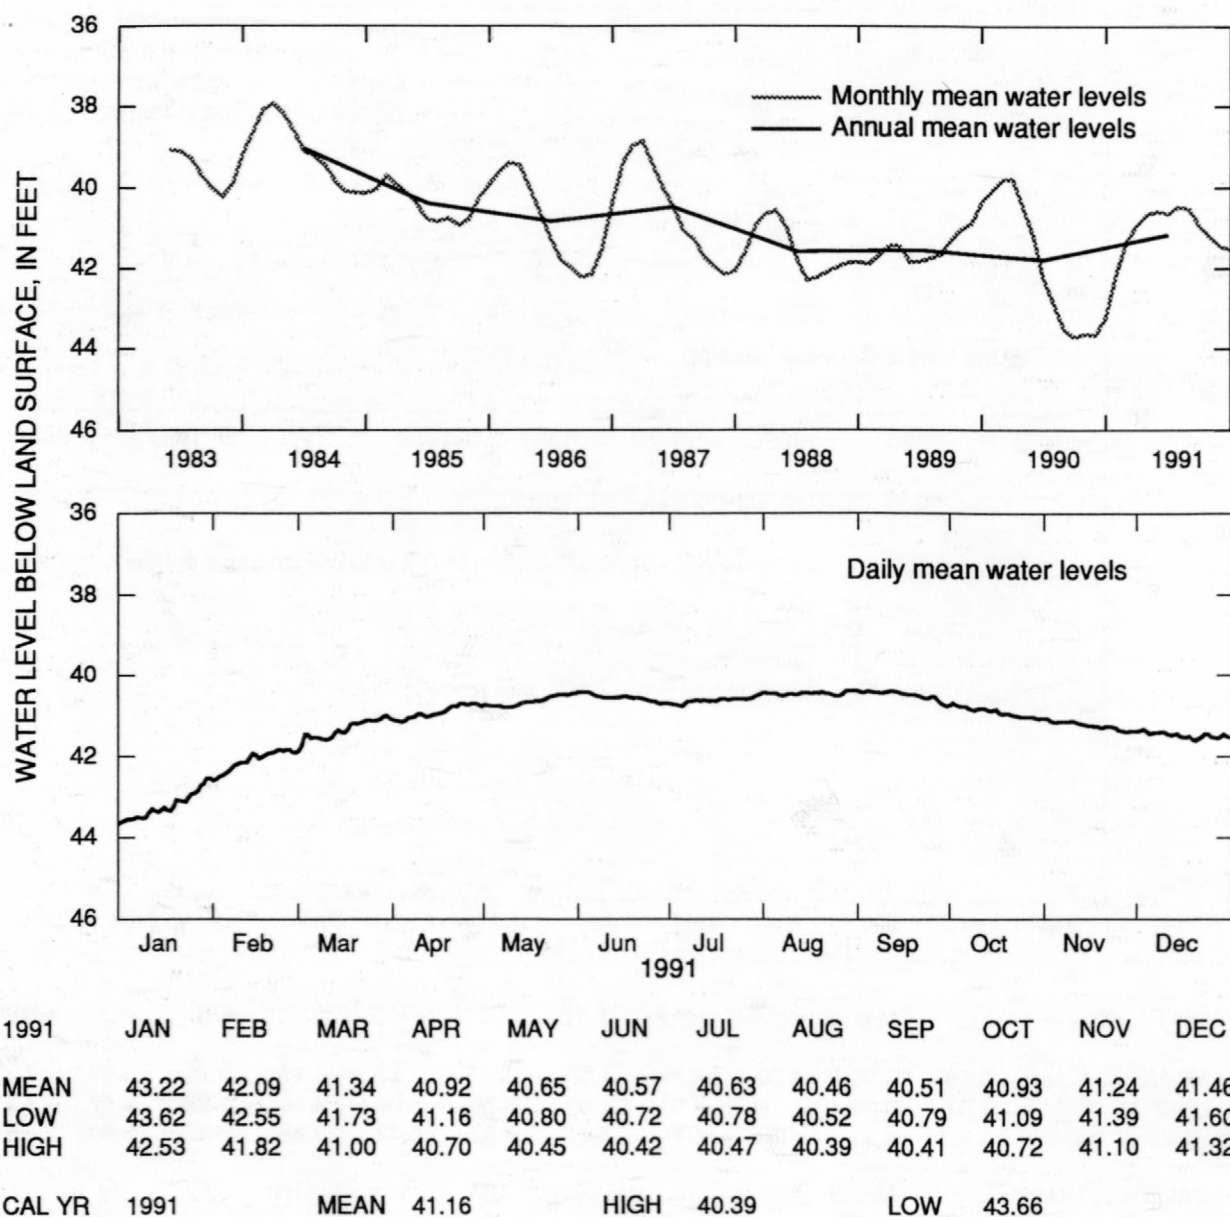 36
38
40
42
44
46
Monthly mean water levels
Annual mean water levels
WATER LEVEL BELOW LAND SURFACE, IN FEET
1983 1984 1985 1986 1987 1988 1989 1990 1991
36
38
40
42
44
46
Daily mean water levels
Jan Feb Mar Apr May Jun Jul Aug Sep Oct Nov Dec
1991
1991 JAN FEB MAR APR MAY JUN JUL AUG SEP OCT NOV DEC
MEAN 43.22 42.09 41.34 40.92 40.65 40.57 40.63 40.46 40.51 40.93 41.24 41.46
LOW 43.62 42.55 41.73 41.16 40.80 40.72 40.78 40.52 40.79 41.09 41.39 41.60
HIGH 42.53 41.82 41.00 40.70 40.45 40.42 40.47 40.39 40.41 40.72 41.10 41.32
CAL YR 1991 MEAN 41.16 HIGH 40.39 LOW 43.66